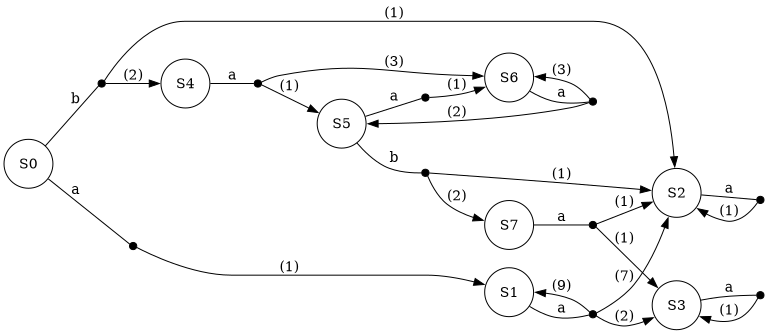 (1)
(2)
S4
a
(3)
(1)
S6
(3)
a
b
S5
a
(1)
(2)
S0
b
(1)
S2
a
(1)
a
(2)
S7
a
(1)
(1)
(1)
S1
(9)
a
(7)
(2)
S3
a
(1)